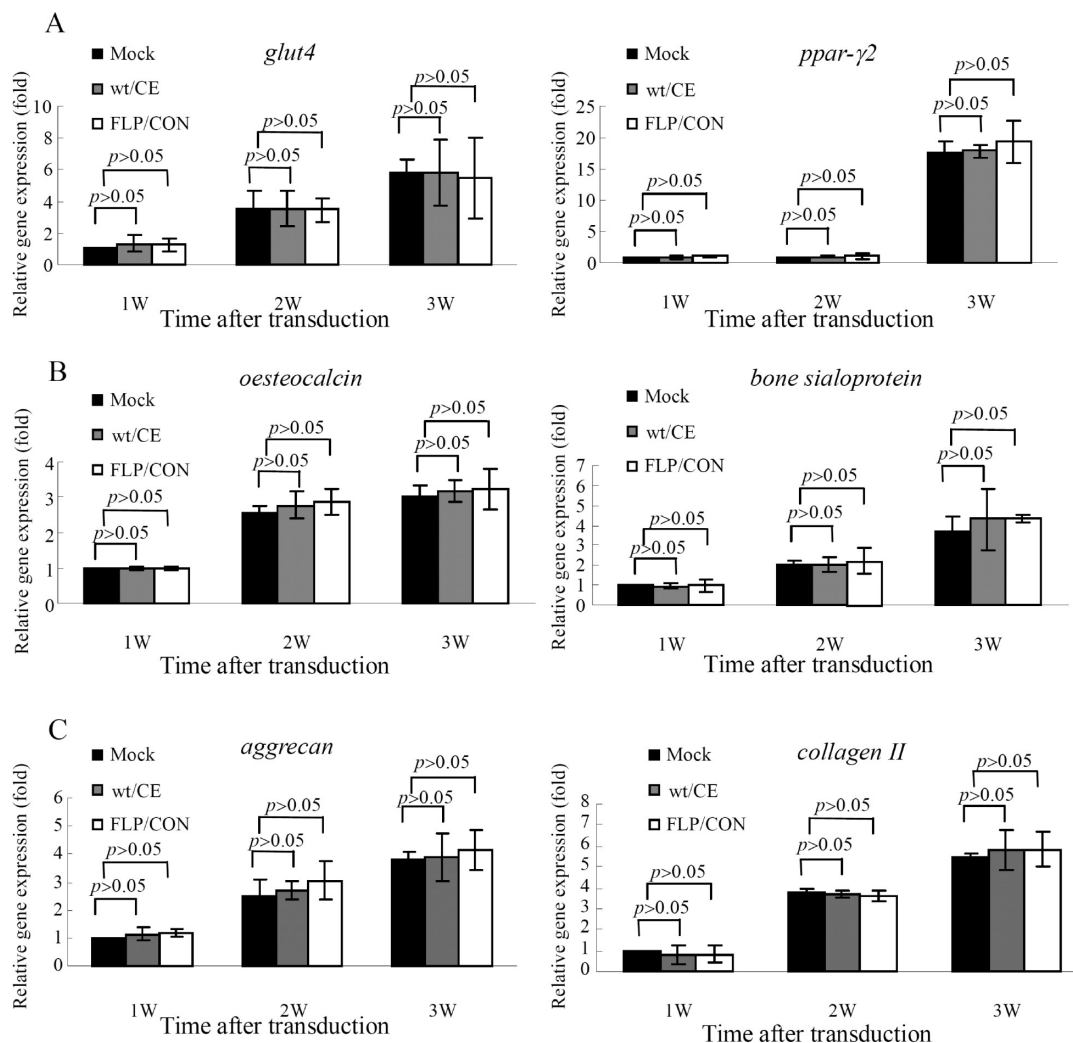 A
glut4
Mock
wt/CE
FLP/CON
Relative gene expression (fold)
10
8
6
4
2
0
p>0.05
p>0.05
p>0.05
p>0.05
p>0.05
p>0.05
1W
2W
3W
Time after transduction
ppar-γ2
Mock
wt/CE
FLP/CON
Relative gene expression (fold)
25
20
15
10
5
0
p>0.05
p>0.05
p>0.05
p>0.05
p>0.05
p>0.05
1W
2W
3W
Time after transduction
B
oesteocalcin
Mock
wt/CE
FLP/CON
Relative gene expression (fold)
4
3
2
1
0
p>0.05
p>0.05
p>0.05
p>0.05
p>0.05
p>0.05
1W
2W
3W
Time after transduction
bone sialoprotein
Mock
wt/CE
FLP/CON
Relative gene expression (fold)
7
6
5
4
2
1
0
p>0.05
p>0.05
p>0.05
p>0.05
p>0.05
p>0.05
1W
2W
3W
Time after transduction
C
aggrecan
Mock
wt/CE
FLP/CON
Relative gene expression (fold)
6
5
4
3
2
1
0
p>0.05
p>0.05
p>0.05
p>0.05
p>0.05
p>0.05
1W
2W
3W
Time after transduction
collagen II
Mock
wt/CE
FLP/CON
Relative gene expression (fold)
8
7
6
5
4
3
2
1
0
p>0.05
p>0.05
p>0.05
p>0.05
p>0.05
p>0.05
1W
2W
3W
Time after transduction